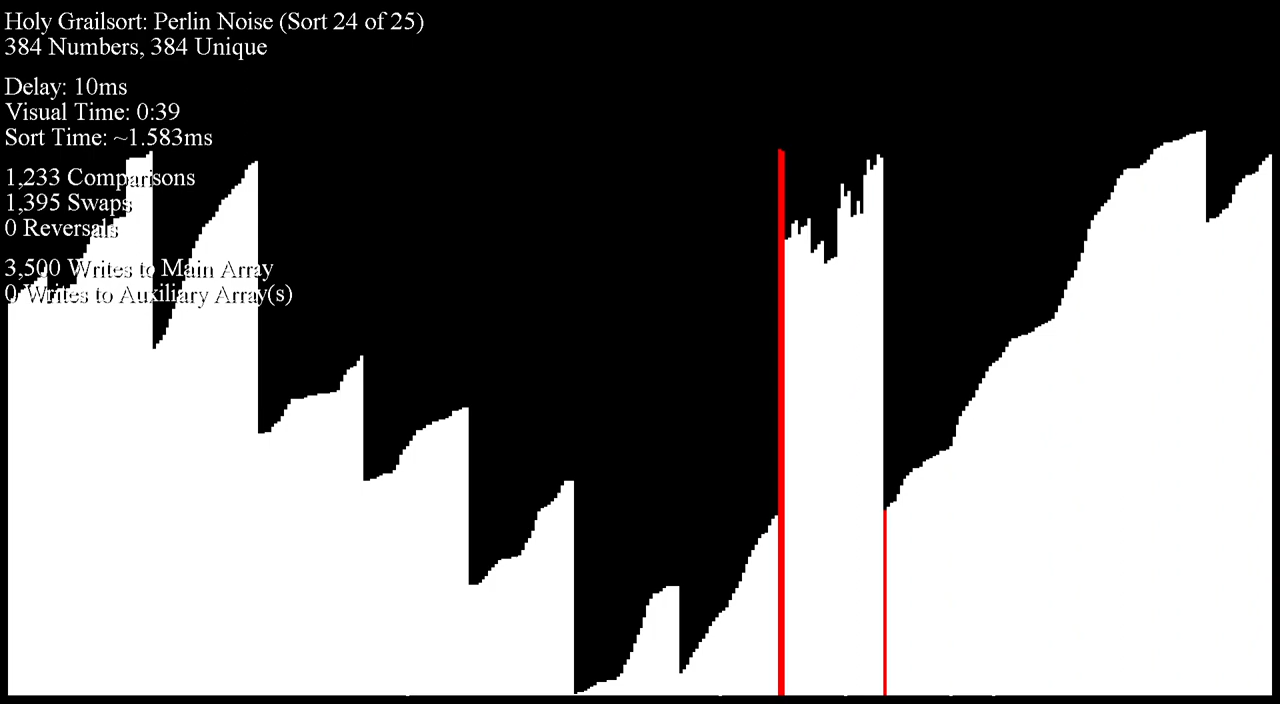 Holy Grailsort: Perlin Noise (Sort 24 of 25)
384 Numbers, 384 Unique
Delay: 10ms
Visual Time: 0:39
Sort Time: ~1.583ms
1,233 Comparisons
1,395 Swaps
0 Reversals
3,500 Writes to Main Array
0 Writes to Auxiliary Array(s)